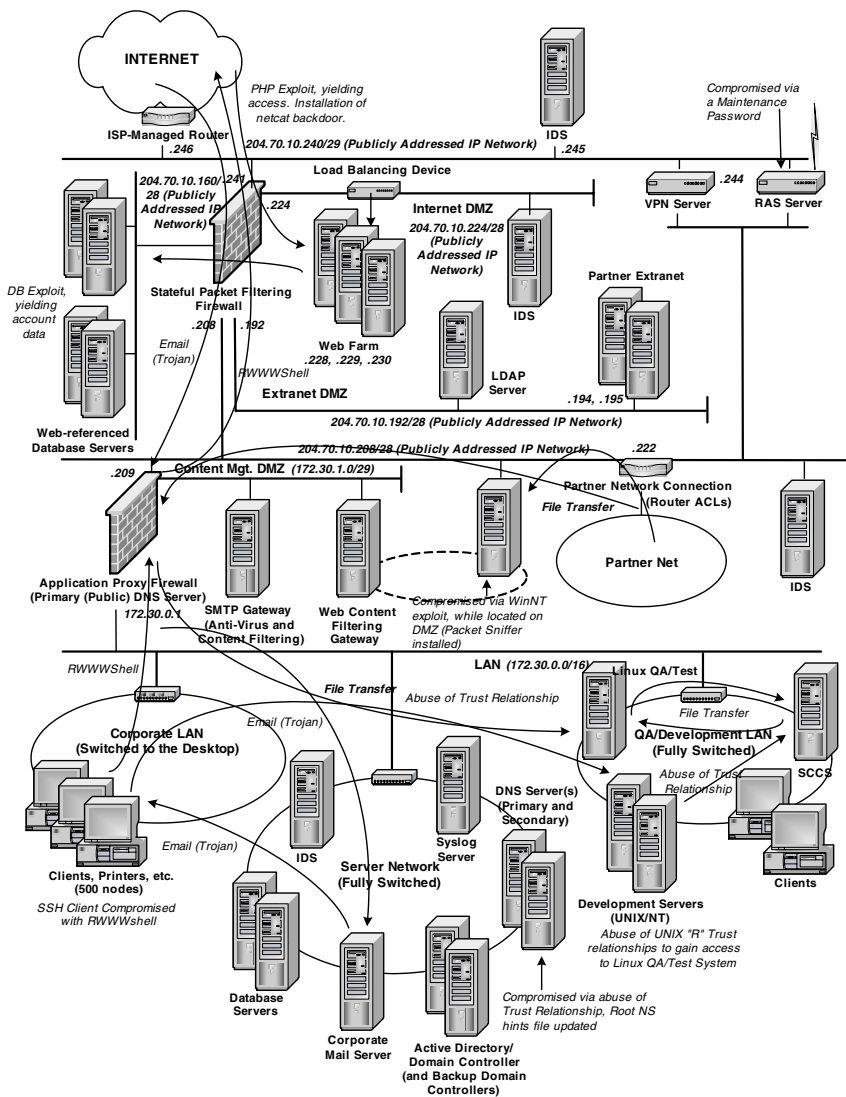 INTERNET
PHP Exploit, yielding
access. Installation of
netcat backdoor.
IDS
Compromised via
a Maintenance
Password
ISP-Managed Router
.246
204.70.10.240/29 (Publicly Addressed IP Network)
.245
Load Balancing Device
204.70.10.160/
28 (Publicly
Addressed IP
Network)
.241
.224
.244
VPN Server
RAS Server
Internet DMZ
204.70.10.224/28
(Publicly
Addressed IP
Network)
IDS
Partner Extranet
DB Exploit,
yielding
account
data
Stateful Packet Filtering
Firewall
.208
.192
Email
(Trojan)
Web Farm
.228, .229, .230
RWWWShell
LDAP
Server
.194, .195
Extranet DMZ
204.70.10.192/28 (Publicly Addressed IP Network)
Web-referenced
Database Servers
204.70.10.208/28 (Publicly Addressed IP Network)
.222
.209
Content Mgt. DMZ (172.30.1.0/29)
Partner Network Connection
(Router ACLs)
File Transfer
Partner Net
IDS
Application Proxy Firewall
(Primary (Public) DNS Server)
172.30.0.1
SMTP Gateway
(Anti-Virus and
Content Filtering)
Web Content
Filtering
Gateway
Compromised via WinNT
exploit, while located on
DMZ (Packet Sniffer
installed)
LAN (172.30.0.0/16)
RWWWShell
File Transfer
Abuse of Trust Relationship
Linux QA/Test
File Transfer
Corporate LAN
(Switched to the Desktop)
Email (Trojan)
QA/Development LAN
(Fully Switched)
SCCS
Abuse of Trust
Relationship
IDS
Syslog
Server
DNS Server(s)
(Primary and
Secondary)
Email (Trojan)
Server Network
(Fully Switched)
Clients, Printers, etc.
(500 nodes)
SSH Client Compromised
with RWWWshell
Clients
Development Servers
(UNIX/NT)
Abuse of UNIX "R" Trust
relationships to gain access
to Linux QA/Test System
Database
Servers
Corporate
Mail Server
Compromised via abuse of
Trust Relationship, Root NS
hints file updated
Active Directory/
Domain Controller
(and Backup Domain
Controllers)